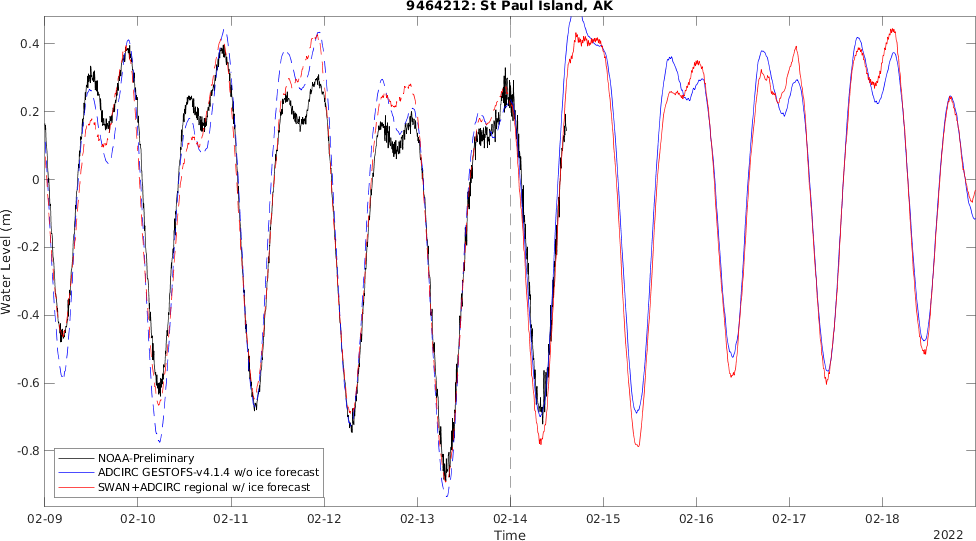 9464212: St Paul Island, AK
Water Level (m)
0.4
0.2
0
-0.2
-0.4
-0.6
-0.8
NOAA-Preliminary
ADCIRC GESTOFS-v4.1.4 w/o ice forecast
SWAN+ADCIRC regional w/ ice forecast
02-09 02-10 02-11 02-12 02-13 02-14 02-15 02-16 02-17 02-18
Time
2022